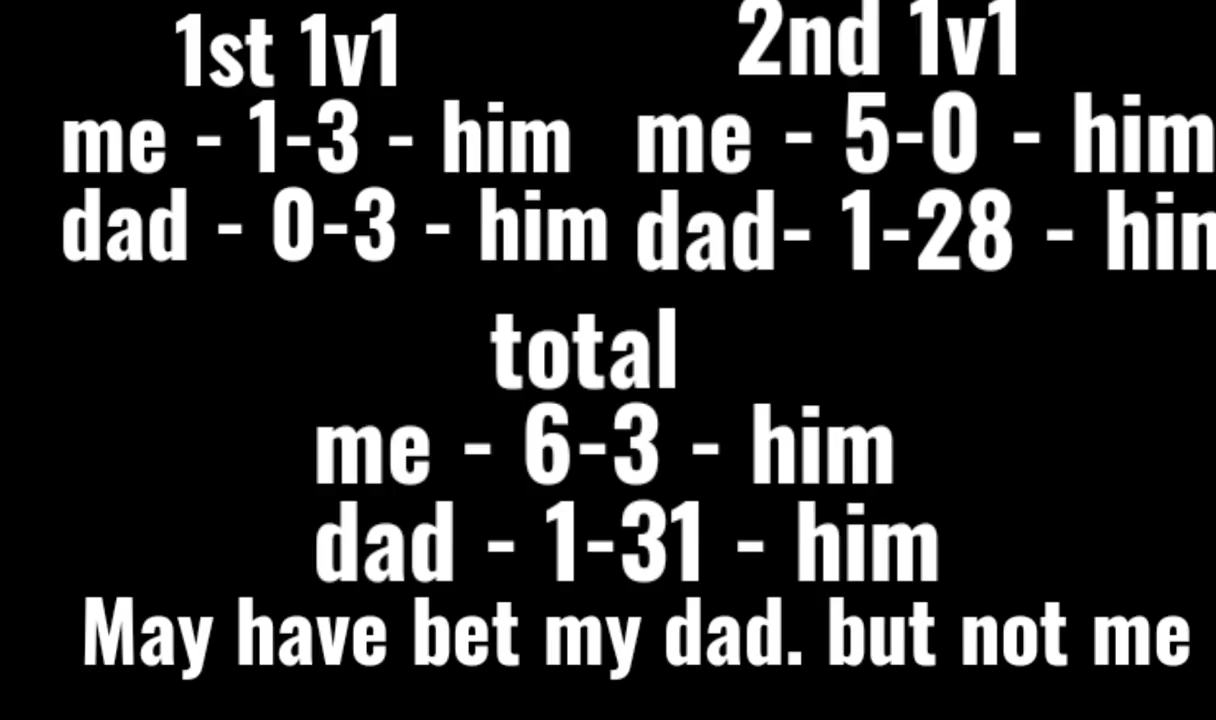 1st 1v1
me - 1-3 - him
dad - 0-3 - him
2nd 1v1
me - 5-0 - him
dad- 1-28 - him
total
me - 6-3 - him
dad - 1-31 - him
May have bet my dad. but not me